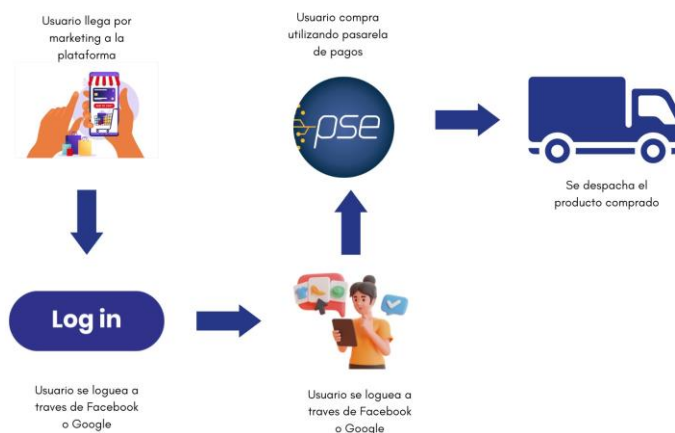 Usuario llega por
marketing a la
plataforma
Log in
Usuario se loguea a
traves de Facebook
o Google
Usuario se loguea a
traves de Facebook
o Google
Usuario compra
utilizando pasarela
de pagos
pse
Se despacha el
producto comprado